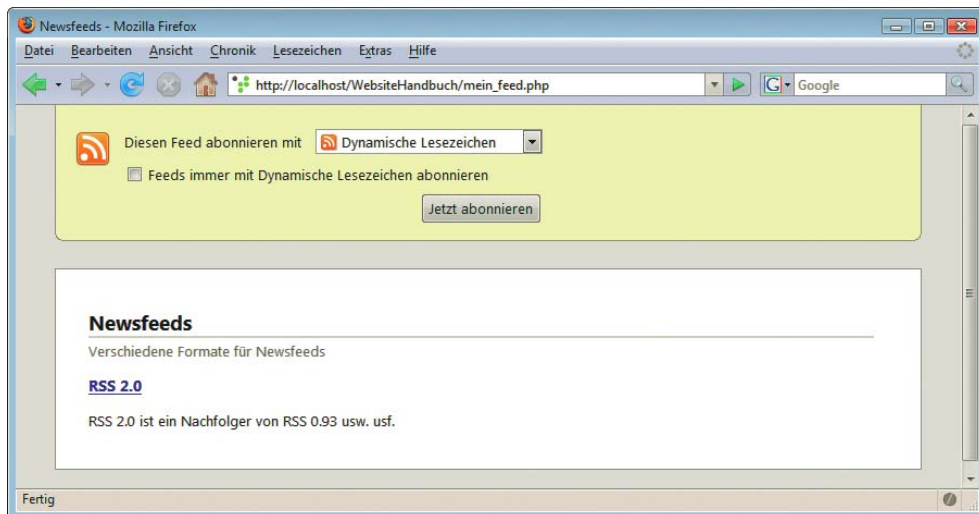 Newsfeeds - Mozilla Firefox
Datei Bearbeiten Ansicht Chronik Lesezeichen Extras Hilfe
http://localhost/WebsiteHandbuch/mein_feed.php G Google
Diesen Feed abonnieren mit Dynamische Lesezeichen
Feeds immer mit Dynamische Lesezeichen abonnieren
Jetzt abonnieren
Newsfeeds
Verschiedene Formate für Newsfeeds
RSS 2.0
RSS 2.0 ist ein Nachfolger von RSS 0.93 usw. usf.
Fertig